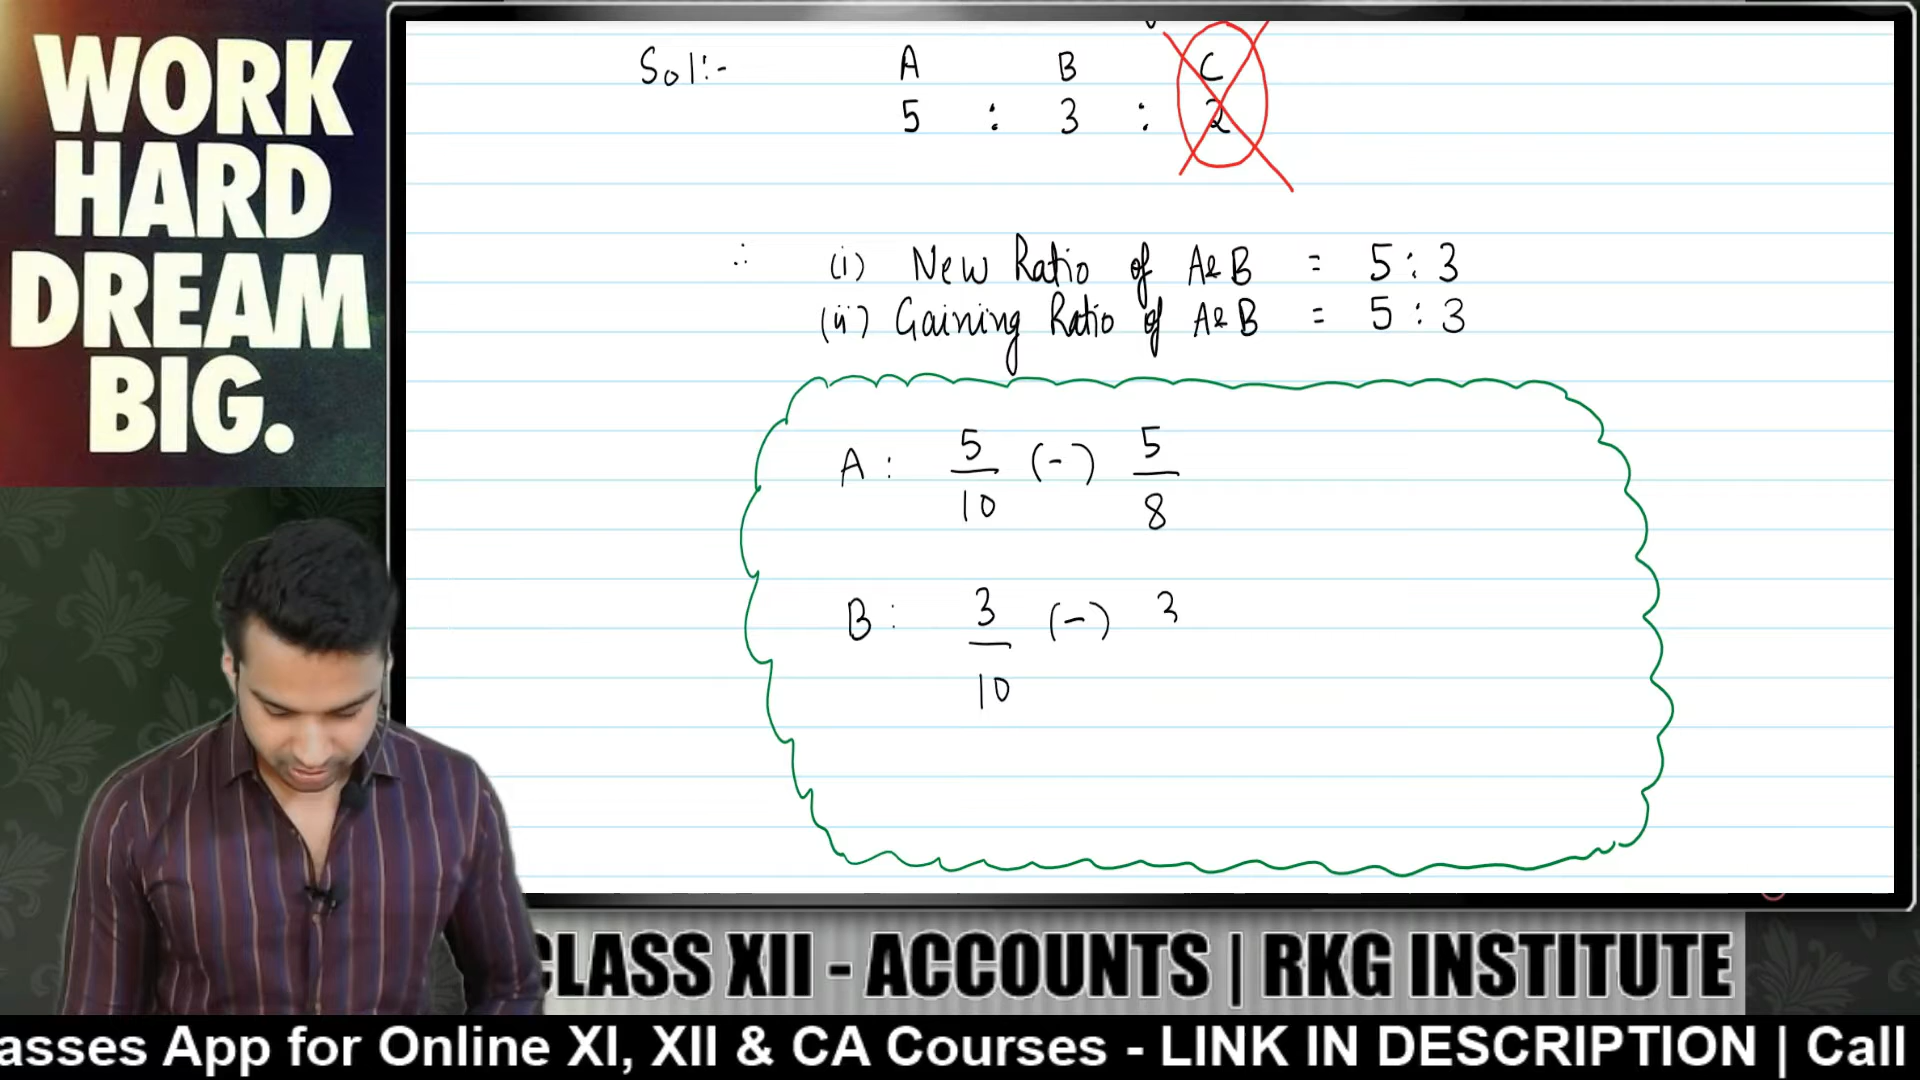 WORK
HARD
DREAM
BIG.
Sol:-
A B C
5 : 3 : 2
∴ (i) New Ratio of A & B = 5 : 3
(ii) Gaining Ratio of A & B = 5 : 3
A : 5/10 (-) 5/8
B : 3/10 (-) 3
CLASS XII - ACCOUNTS | RKG INSTITUTE
asses App for Online XI, XII & CA Courses - LINK IN DESCRIPTION | Call